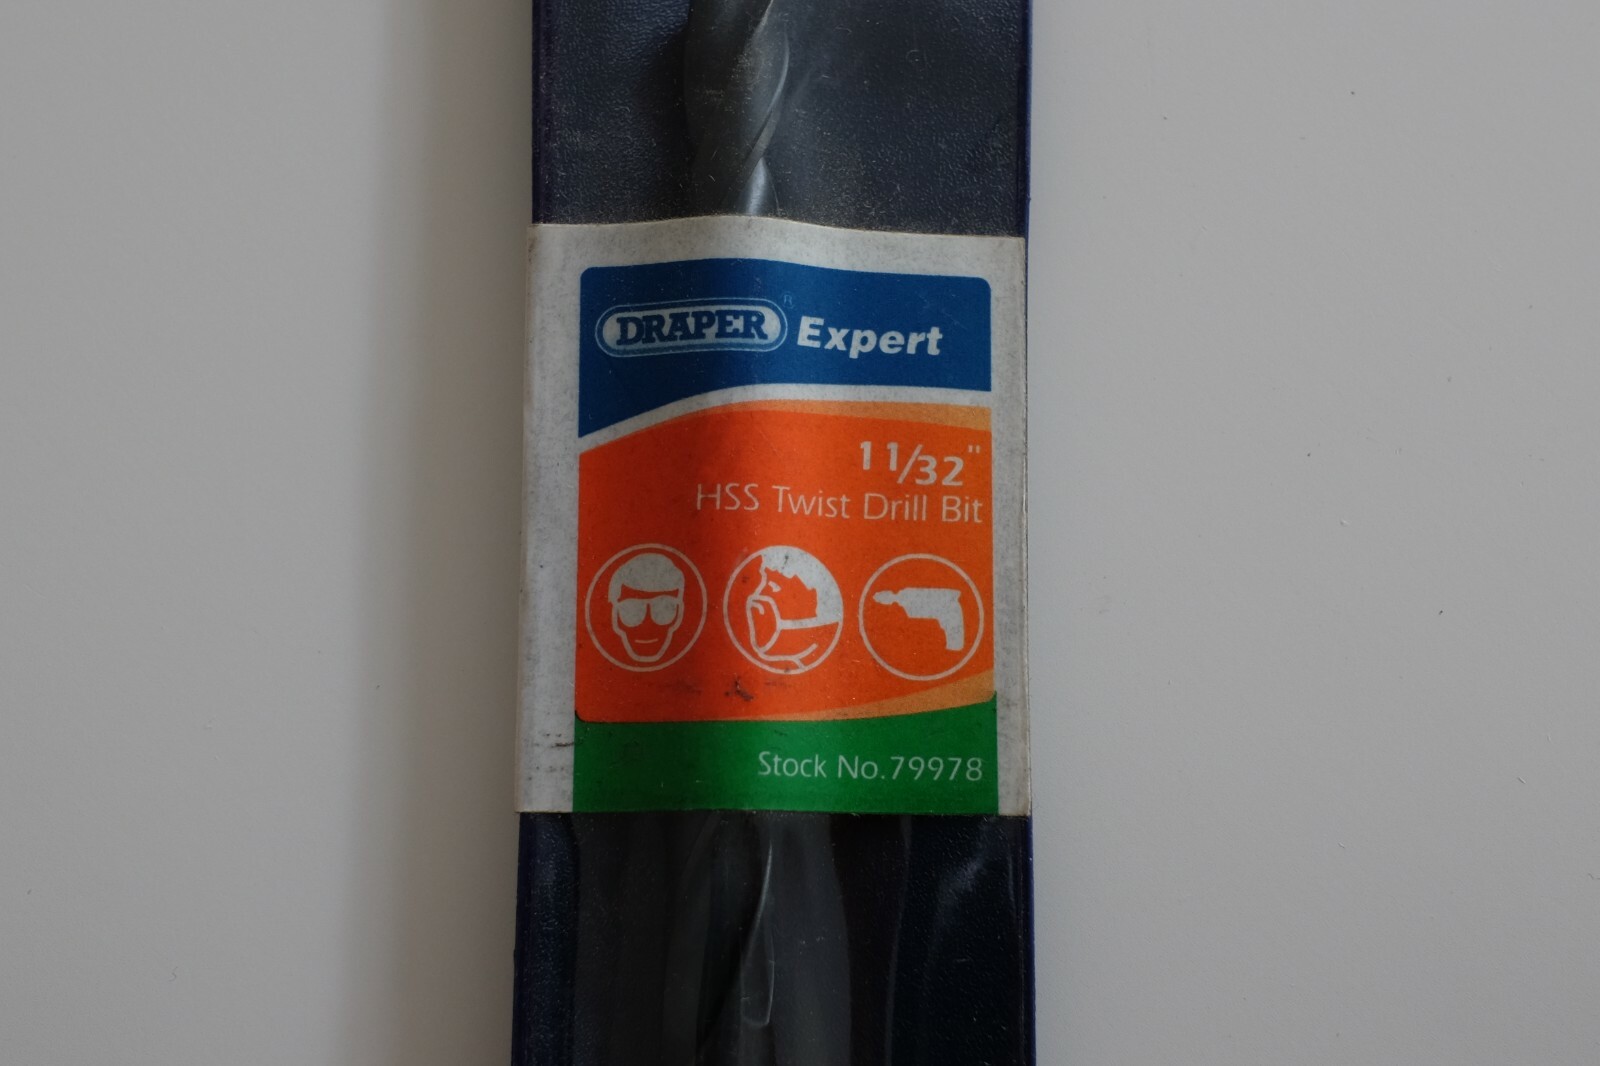 DRAPER® Expert
11/32"
HSS Twist Drill Bit
Stock No.79978